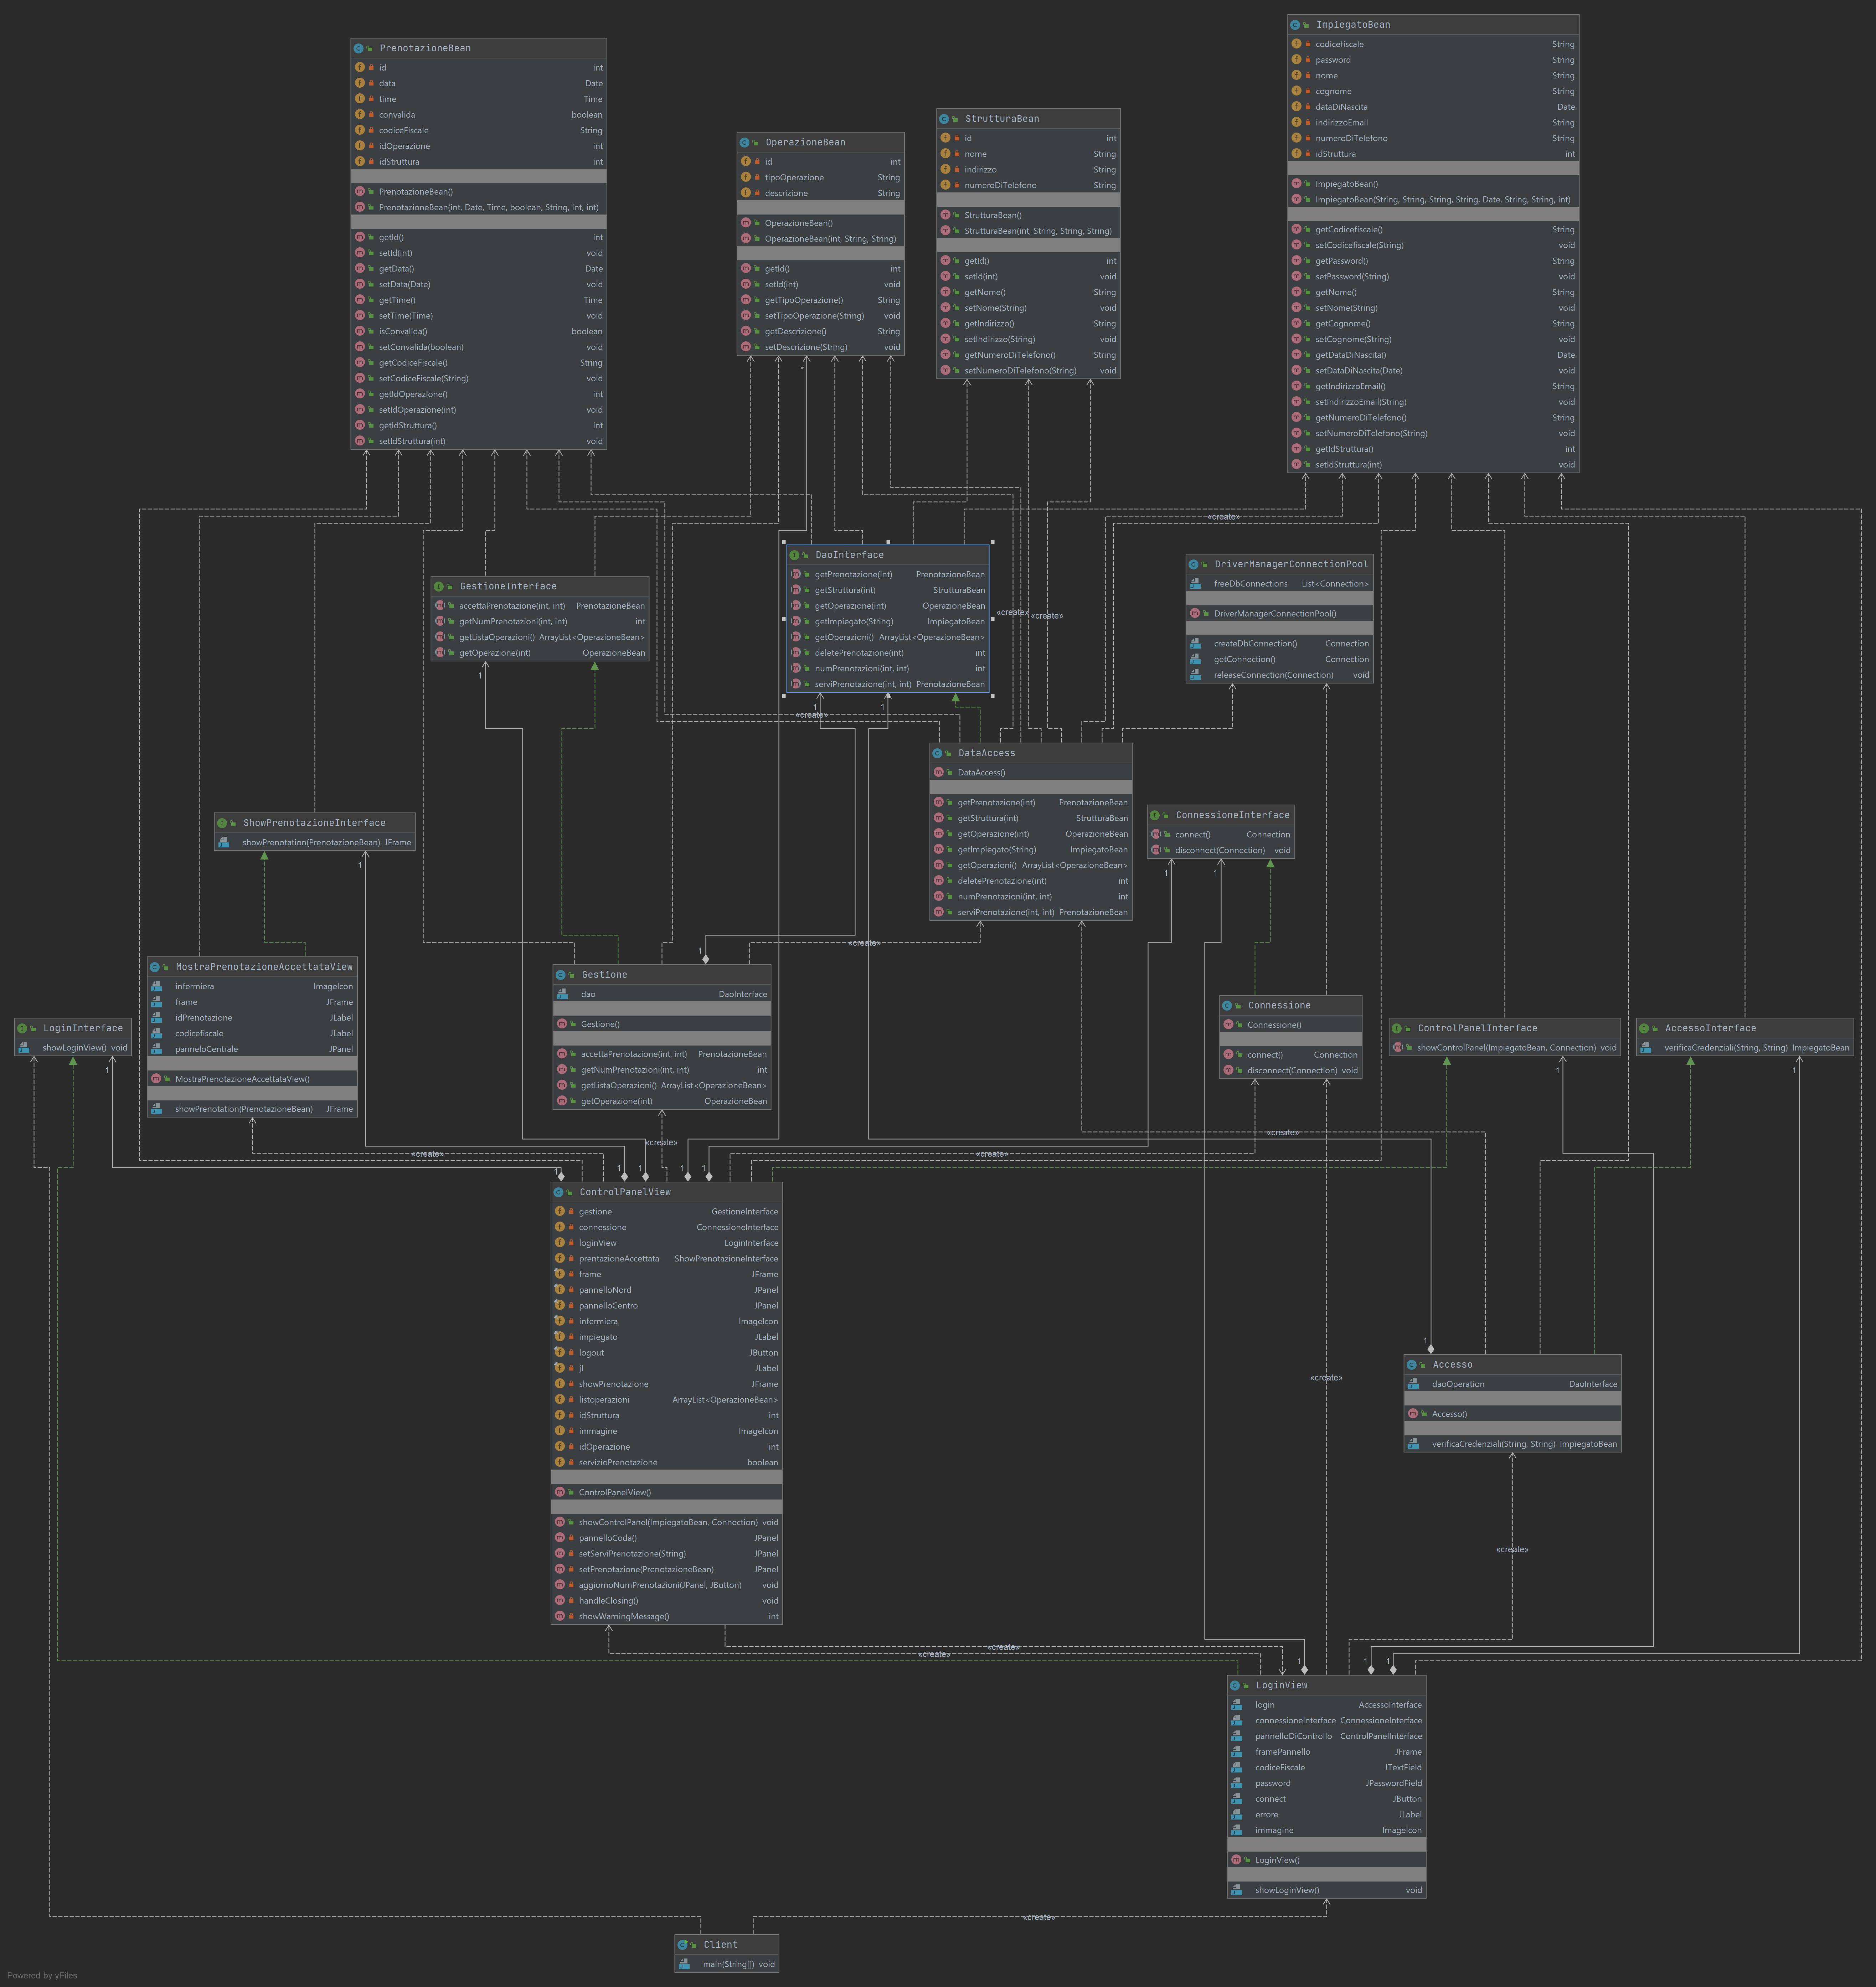 PrenotazioneBean
id int
data Date
time Time
convalida boolean
codiceFiscale String
idOperazione int
idStruttura int
PrenotazioneBean()
PrenotazioneBean(int, Date, Time, boolean, String, int, int)
getId() int
setId(int) void
getData() Date
setData(Date) void
getTime() Time
setTime(Time) void
isConvalida() boolean
setConvalida(boolean) void
getCodiceFiscale() String
setCodiceFiscale(String) void
getIdOperazione() int
setIdOperazione(int) void
getIdStruttura() int
setIdStruttura(int) void
OperazioneBean
id int
tipoOperazione String
descrizione String
OperazioneBean()
OperazioneBean(int, String, String)
getId() int
setId(int) void
getTipoOperazione() String
setTipoOperazione(String) void
getDescrizione() String
setDescrizione(String) void
*
StrutturaBean
id int
nome String
indirizzo String
numeroDiTelefono String
StrutturaBean()
StrutturaBean(int, String, String, String)
getId() int
setId(int) void
getNome() String
setNome(String) void
getIndirizzo() String
setIndirizzo(String) void
getNumeroDiTelefono() String
setNumeroDiTelefono(String) void
ImpiegatoBean
codicefiscale String
password String
nome String
cognome String
dataDiNascita Date
indirizzoEmail String
numeroDiTelefono String
idStruttura int
ImpiegatoBean()
ImpiegatoBean(String, String, String, String, Date, String, String, int)
getCodicefiscale() String
setCodicefiscale(String) void
getPassword() String
setPassword(String) void
getNome() String
setNome(String) void
getCognome() String
setCognome(String) void
getDataDiNascita() Date
setDataDiNascita(Date) void
getIndirizzoEmail() String
setIndirizzoEmail(String) void
getNumeroDiTelefono() String
setNumeroDiTelefono(String) void
getIdStruttura() int
setIdStruttura(int) void
«create»
GestioneInterface
accettaPrenotazione(int, int) PrenotazioneBean
getNumPrenotazioni(int, int) int
getListaOperazioni() ArrayList<OperazioneBean>
getOperazione(int) OperazioneBean
1
DaoInterface
getPrenotazione(int) PrenotazioneBean
getStruttura(int) StrutturaBean
getOperazione(int) OperazioneBean
getImpiegato(String) ImpiegatoBean
getOperazioni() ArrayList<OperazioneBean>
deletePrenotazione(int) int
numPrenotazioni(int, int) int
serviPrenotazione(int, int) PrenotazioneBean
«create»
«create»
1
1
«create»
DriverManagerConnectionPool
freeDbConnections List<Connection>
DriverManagerConnectionPool()
createDbConnection() Connection
getConnection() Connection
releaseConnection(Connection) void
DataAccess
DataAccess()
getPrenotazione(int) PrenotazioneBean
getStruttura(int) StrutturaBean
getOperazione(int) OperazioneBean
getImpiegato(String) ImpiegatoBean
getOperazioni() ArrayList<OperazioneBean>
deletePrenotazione(int) int
numPrenotazioni(int, int) int
serviPrenotazione(int, int) PrenotazioneBean
ConnessioneInterface
connect() Connection
disconnect(Connection) void
1
1
ShowPrenotazioneInterface
showPrenotation(PrenotazioneBean) JFrame
1
MostraPrenotazioneAccettataView
infermiera ImageIcon
frame JFrame
idPrenotazione JLabel
codicefiscale JLabel
panneloCentrale JPanel
MostraPrenotazioneAccettataView()
showPrenotation(PrenotazioneBean) JFrame
LoginInterface
showLoginView() void
1
1
«create»
Gestione
dao DaoInterface
Gestione()
accettaPrenotazione(int, int) PrenotazioneBean
getNumPrenotazioni(int, int) int
getListaOperazioni() ArrayList<OperazioneBean>
getOperazione(int) OperazioneBean
Connessione
Connessione()
connect() Connection
disconnect(Connection) void
ControlPanelInterface
showControlPanel(ImpiegatoBean, Connection) void
1
AccessoInterface
verificaCredenziali(String, String) ImpiegatoBean
1
«create»
«create»
«create»
«create»
1
1
1
1
1
ControlPanelView
gestione GestioneInterface
connessione ConnessioneInterface
loginView LoginInterface
prentazioneAccettata ShowPrenotazioneInterface
frame JFrame
pannelloNord JPanel
pannelloCentro JPanel
infermiera ImageIcon
impiegato JLabel
logout JButton
jl JLabel
showPrenotazione JFrame
listoperazioni ArrayList<OperazioneBean>
idStruttura int
immagine ImageIcon
idOperazione int
servizioPrenotazione boolean
ControlPanelView()
showControlPanel(ImpiegatoBean, Connection) void
pannelloCoda() JPanel
setServiPrenotazione(String) JPanel
setPrenotazione(PrenotazioneBean) JPanel
aggiornoNumPrenotazioni(JPanel, JButton) void
handleClosing() void
showWarningMessage() int
1
Accesso
daoOperation DaoInterface
Accesso()
verificaCredenziali(String, String) ImpiegatoBean
«create»
«create»
«create»
«create»
1
1
1
LoginView
login AccessoInterface
connessioneInterface ConnessioneInterface
pannelloDiControllo ControlPanelInterface
framePannello JFrame
codiceFiscale JTextField
password JPasswordField
connect JButton
errore JLabel
immagine ImageIcon
LoginView()
showLoginView() void
«create»
Client
main(String[]) void
Powered by yFiles